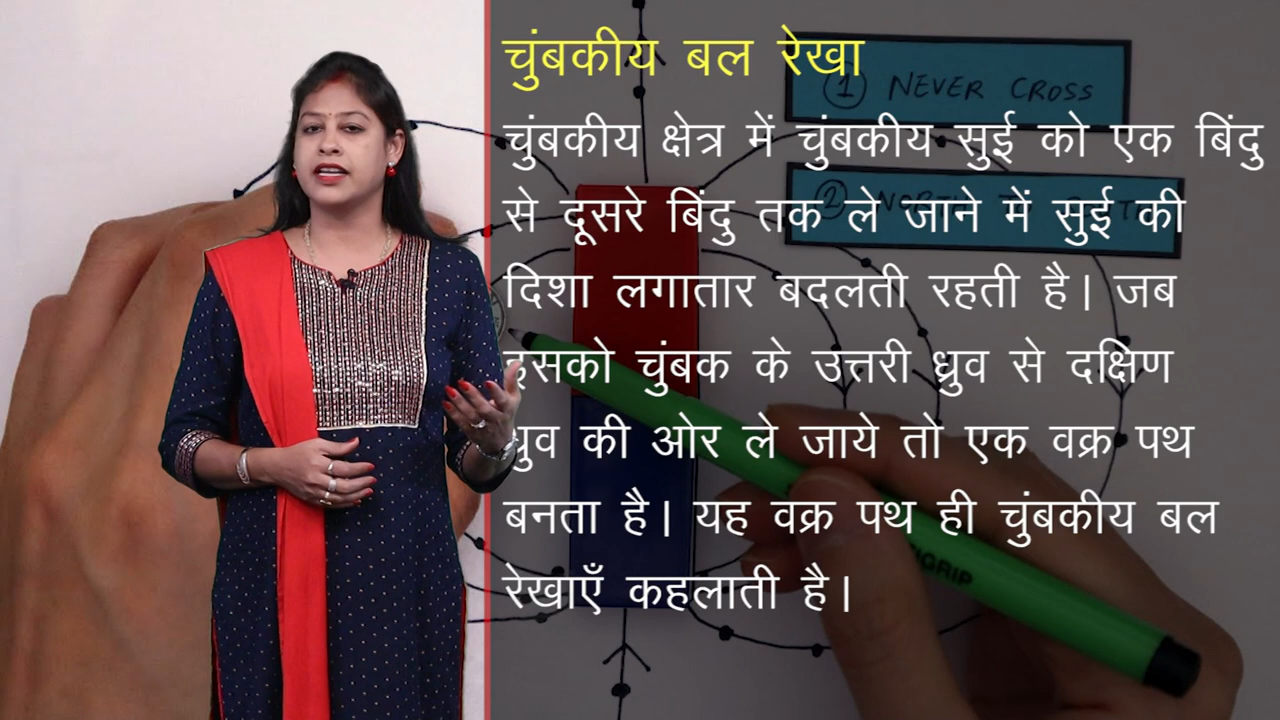 चुंबकीय बल रेखा
① NEVER CROSS
चुंबकीय क्षेत्र में चुंबकीय सुई को एक बिंदु
से दूसरे बिंदु तक ले जाने में सुई की
②
दिशा लगातार बदलती रहती है। जब
इसको चुंबक के उत्तरी ध्रुव से दक्षिण
ध्रुव की ओर ले जाये तो एक वक्र पथ
बनता है। यह वक्र पथ ही चुंबकीय बल
रेखाएँ कहलाती है।